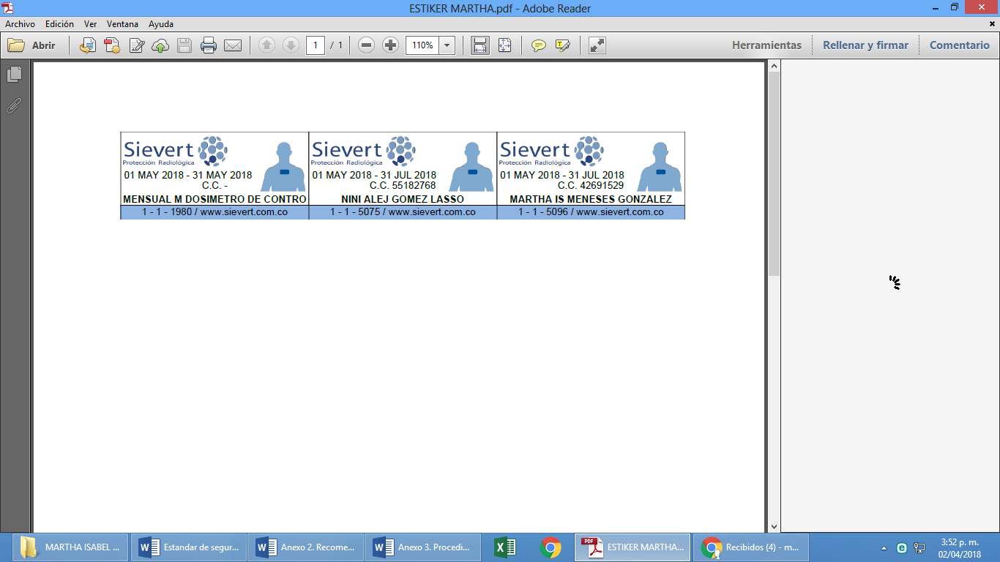 ESTIKER MARTHA.pdf - Adobe Reader
Archivo Edición Ver Ventana Ayuda
Abrir 1 / 1 110% Herramientas Rellenar y firmar Comentario
Sievert
Protección Radiológica
01 MAY 2018 - 31 MAY 2018
C.C. -
MENSUAL M DOSIMETRO DE CONTRO
1 - 1 - 1980 / www.sievert.com.co
Sievert
Protección Radiológica
01 MAY 2018 - 31 JUL 2018
C.C. 55182768
NINI ALEJ GOMEZ LASSO
1 - 1 - 5075 / www.sievert.com.co
Sievert
Protección Radiológica
01 MAY 2018 - 31 JUL 2018
C.C. 42691529
MARTHA IS MENESES GONZALEZ
1 - 1 - 5096 / www.sievert.com.co
MARTHA ISABEL ... Estandar de segur... Anexo 2. Recome... Anexo 3. Procedi... ESTIKER MARTHA... Recibidos (4) - m...
3:52 p. m.
02/04/2018